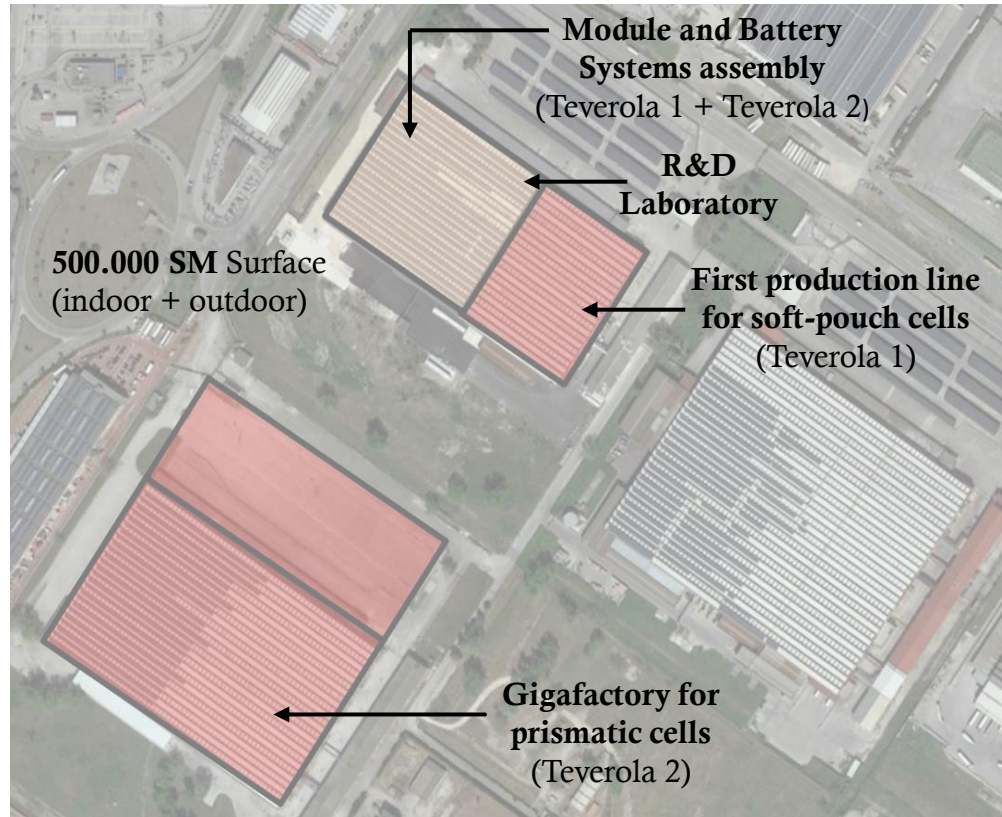 Module and Battery
Systems assembly
(Teverola 1 + Teverola 2)
R&D
Laboratory
500.000 SM Surface
(indoor + outdoor)
First production line
for soft-pouch cells
(Teverola 1)
Gigafactory for
prismatic cells
(Teverola 2)